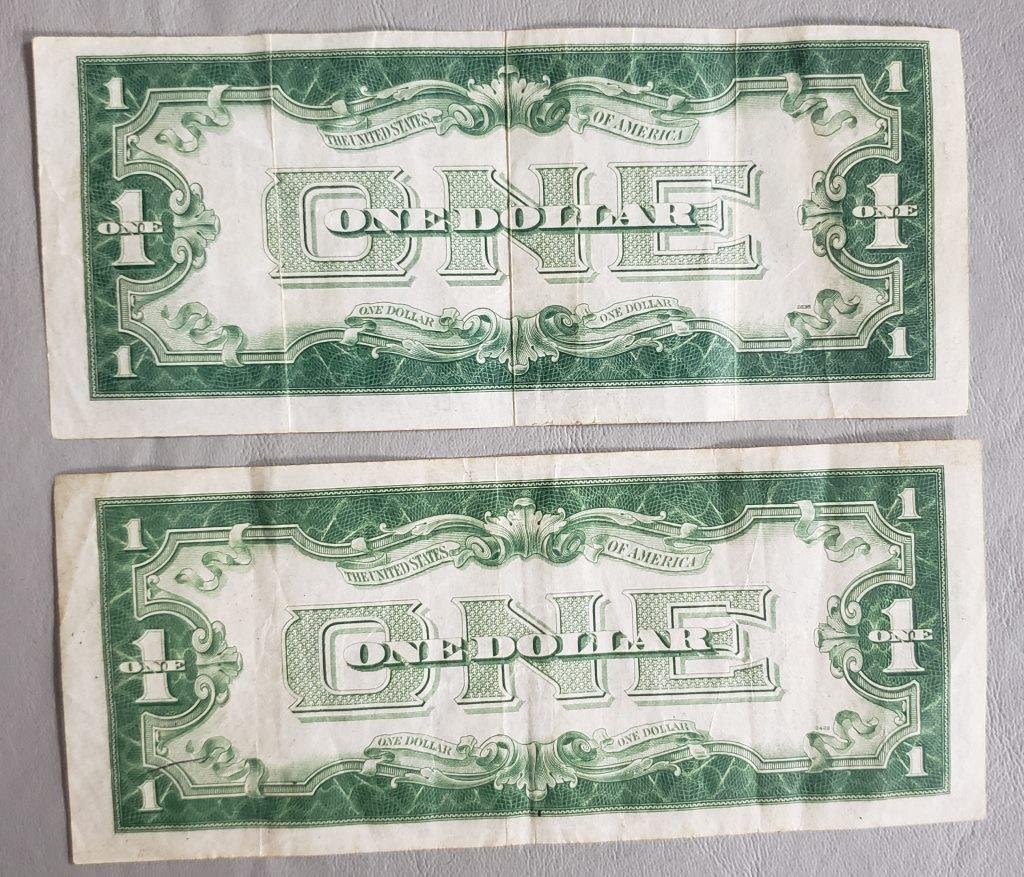 1 1
THE UNITED STATES OF AMERICA
ONE
1 ONE ONE DOLLAR 1 ONE
ONE DOLLAR ONE DOLLAR
1 1
1 1
THE UNITED STATES OF AMERICA
ONE
1 ONE ONE DOLLAR 1 ONE
ONE DOLLAR ONE DOLLAR
1 1